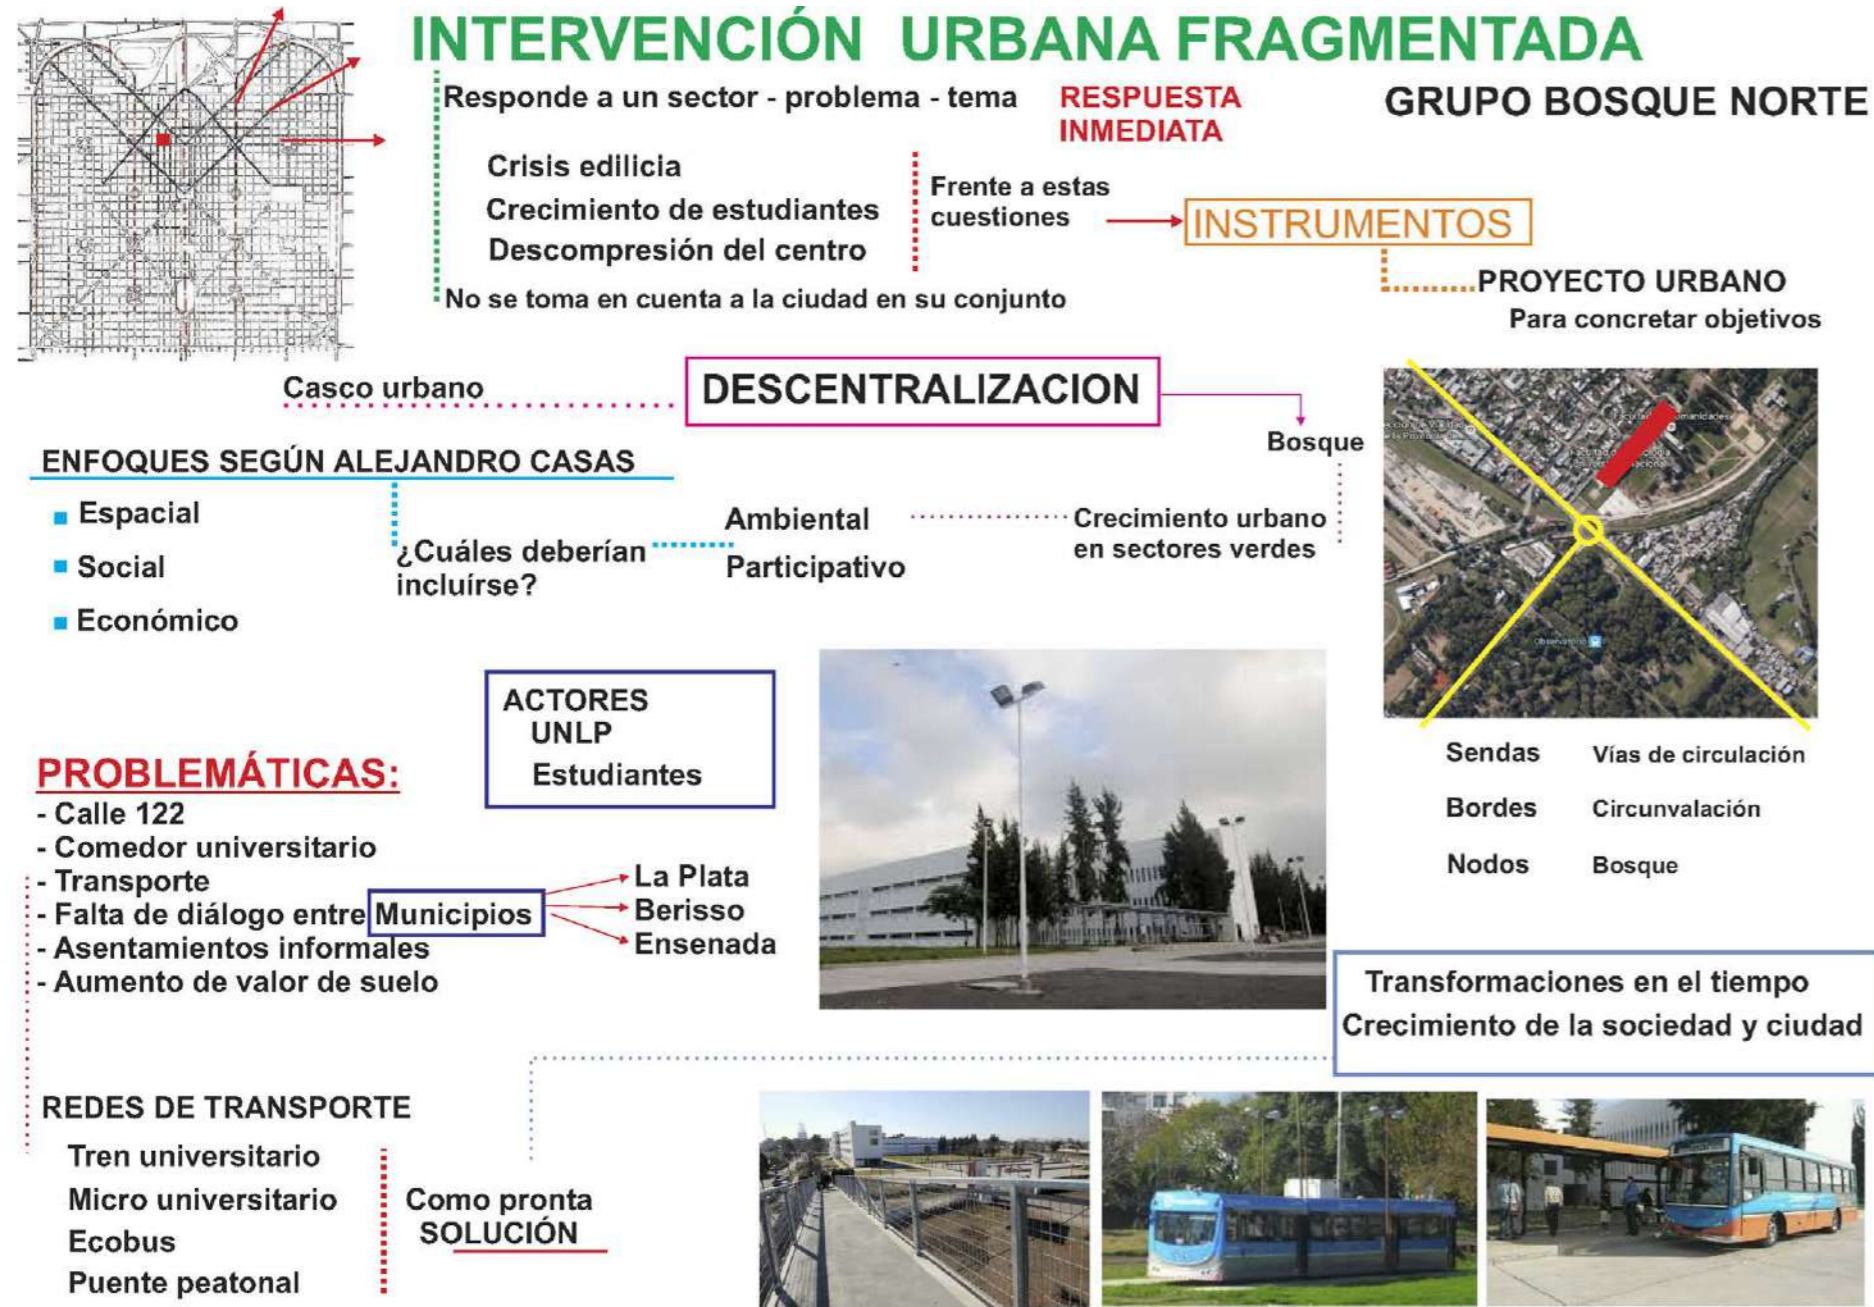 INTERVENCIÓN URBANA FRAGMENTADA
Responde a un sector - problema - tema
RESPUESTA
INMEDIATA
GRUPO BOSQUE NORTE
Crisis edilicia
Crecimiento de estudiantes
Descompresión del centro
Frente a estas
cuestiones
INSTRUMENTOS
No se toma en cuenta a la ciudad en su conjunto
PROYECTO URBANO
Para concretar objetivos
Casco urbano
DESCENTRALIZACION
Bosque
ENFOQUES SEGÚN ALEJANDRO CASAS
Espacial
Social
Económico
¿Cuáles deberían
incluírse?
Ambiental
Participativo
Crecimiento urbano
en sectores verdes
Observatorio
Sendas Vías de circulación
Bordes Circunvalación
Nodos Bosque
ACTORES
UNLP
Estudiantes
PROBLEMÁTICAS:
- Calle 122
- Comedor universitario
- Transporte
- Falta de diálogo entre Municipios
- Asentamientos informales
- Aumento de valor de suelo
La Plata
Berisso
Ensenada
Transformaciones en el tiempo
Crecimiento de la sociedad y ciudad
REDES DE TRANSPORTE
Tren universitario
Micro universitario
Ecobus
Puente peatonal
Como pronta
SOLUCIÓN